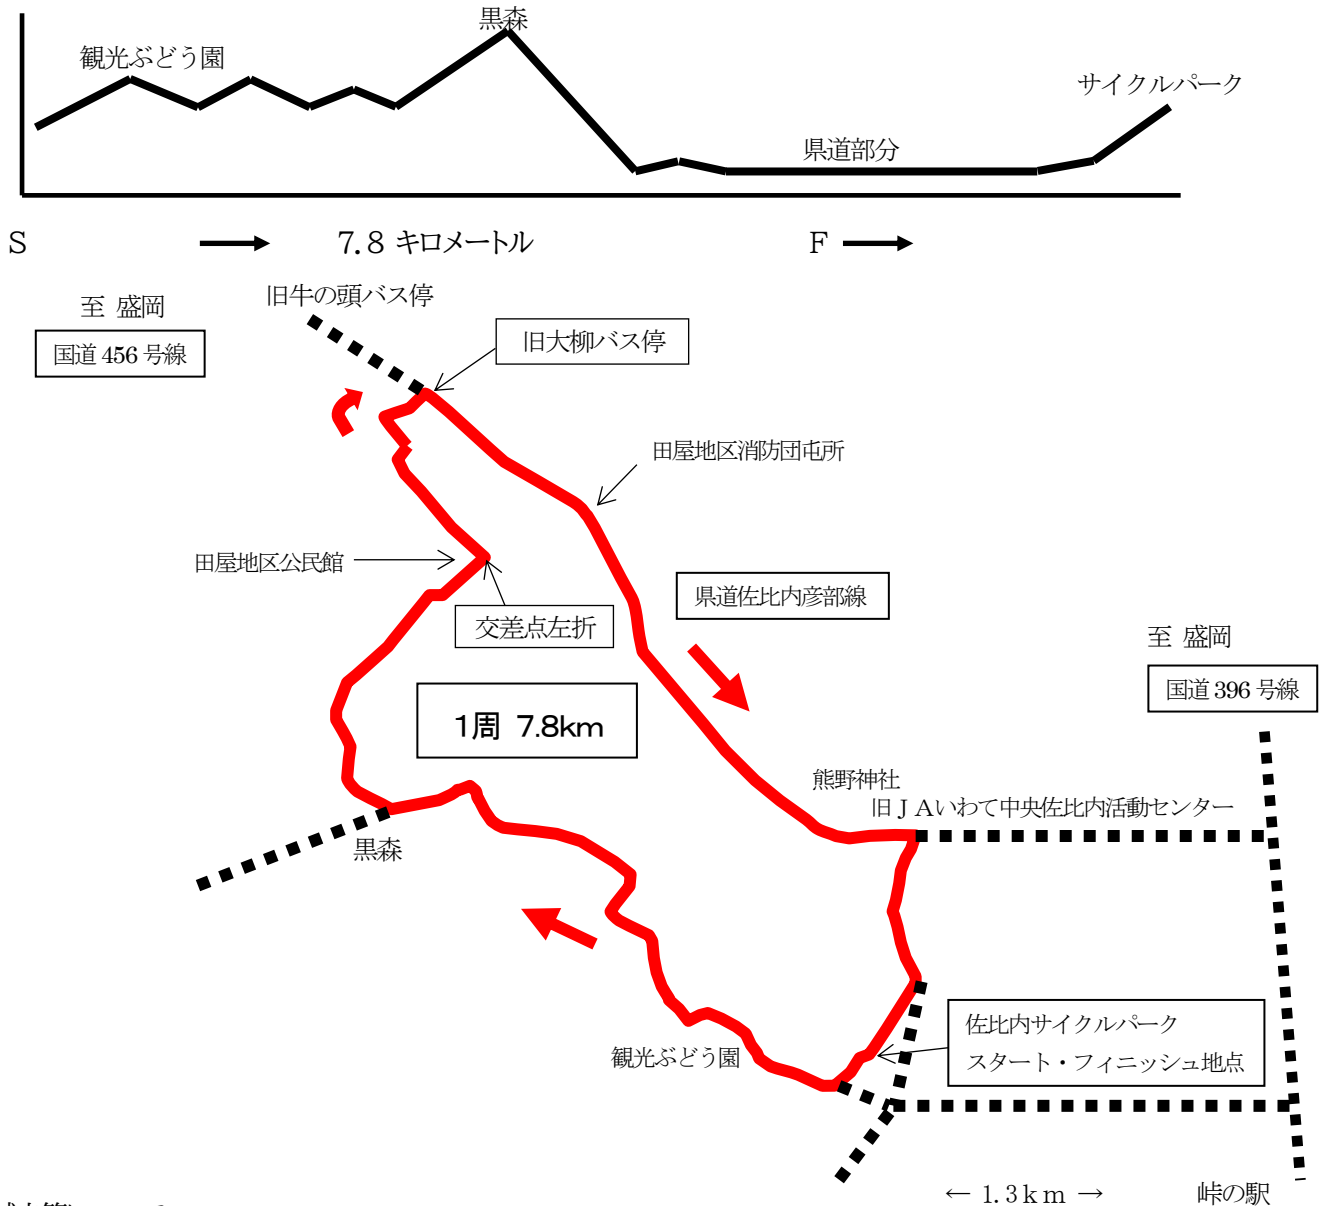 黒森
観光ぶどう園
サイクルパーク
県道部分
S → 7.8 キロメートル F →
旧牛の頭バス停
至 盛岡
国道 456 号線
旧大柳バス停
田屋地区消防団屯所
田屋地区公民館
県道佐比内彦部線
交差点左折
至 盛岡
国道 396 号線
1周 7.8km
熊野神社
旧ＪＡいわて中央佐比内活動センター
黒森
佐比内サイクルパーク
スタート・フィニッシュ地点
観光ぶどう園
← 1.3ｋｍ →
峠の駅